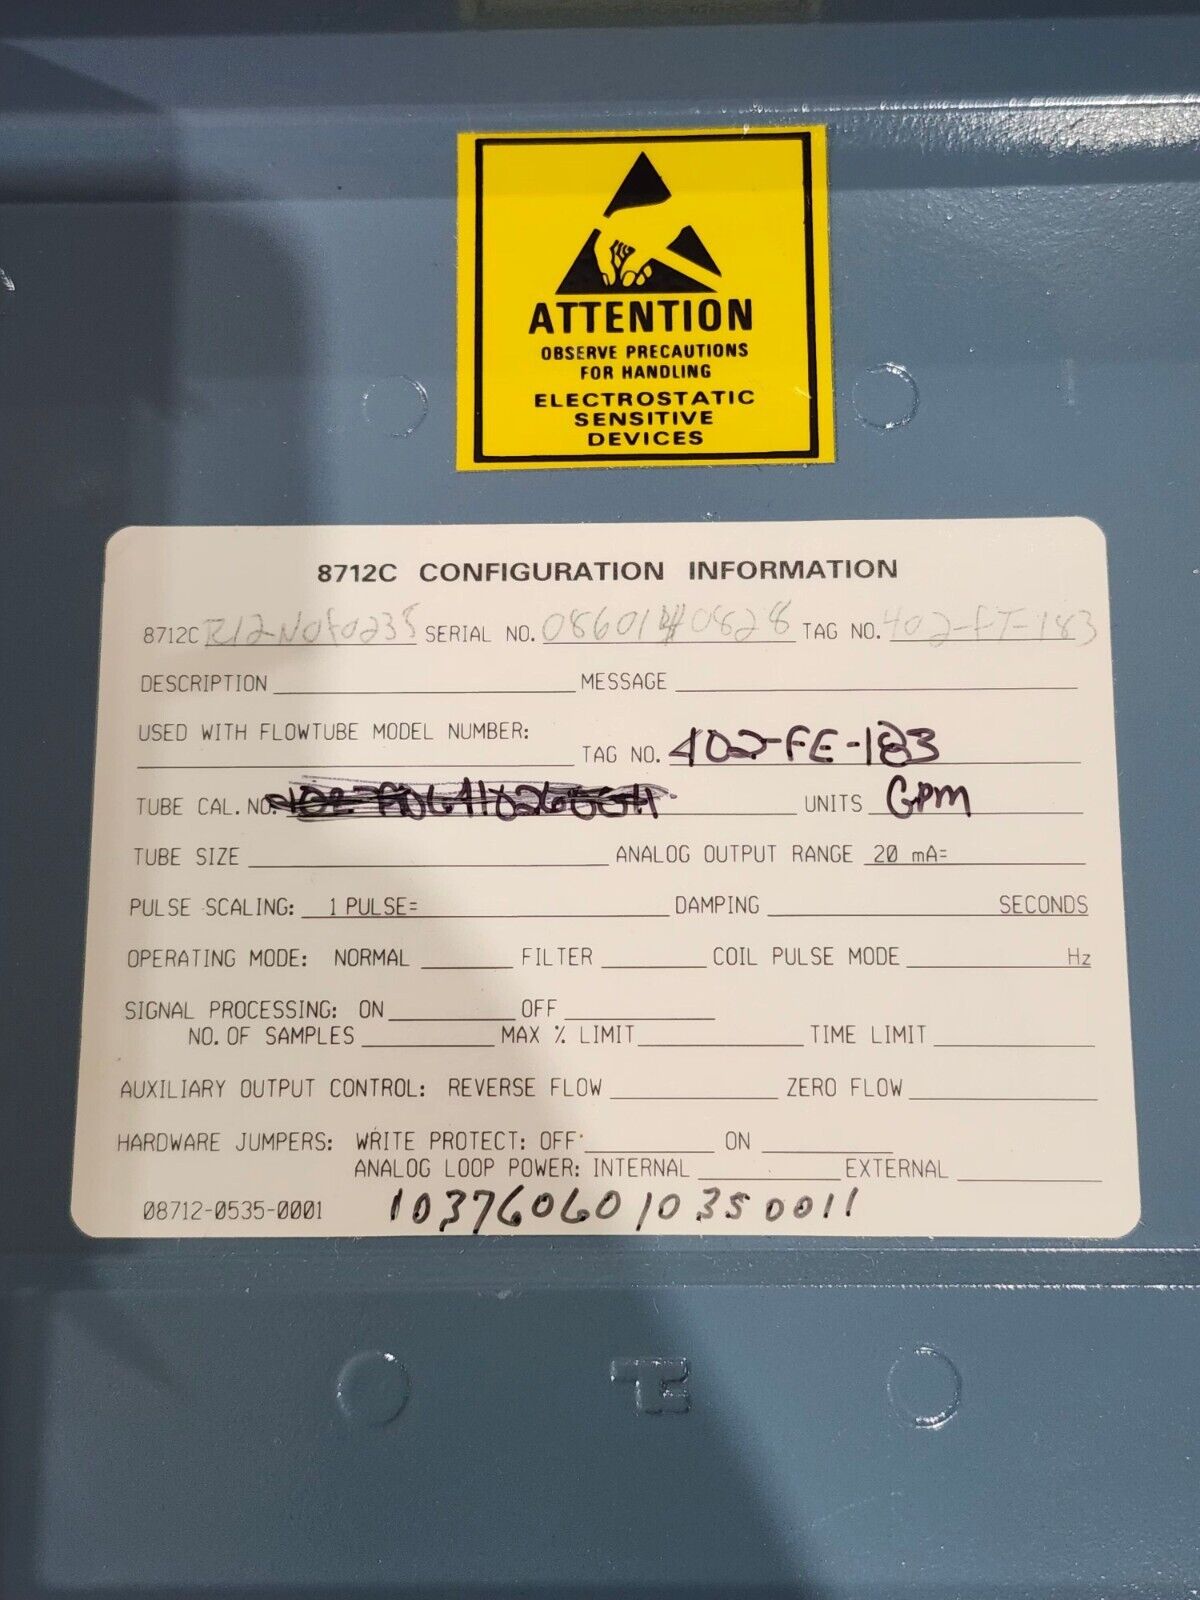 ATTENTION
OBSERVE PRECAUTIONS
FOR HANDLING
ELECTROSTATIC
SENSITIVE
DEVICES
8712C CONFIGURATION INFORMATION
8712C SERIAL NO. TAG NO. 402-FT-183
DESCRIPTION MESSAGE
USED WITH FLOWTUBE MODEL NUMBER:
TAG NO. 402-FE-183
TUBE CAL. NO. UNITS GPM
TUBE SIZE ANALOG OUTPUT RANGE 20 mA=
PULSE SCALING: 1 PULSE= DAMPING SECONDS
OPERATING MODE: NORMAL FILTER COIL PULSE MODE Hz
SIGNAL PROCESSING: ON OFF
NO. OF SAMPLES MAX % LIMIT TIME LIMIT
AUXILIARY OUTPUT CONTROL: REVERSE FLOW ZERO FLOW
HARDWARE JUMPERS: WRITE PROTECT: OFF ON
ANALOG LOOP POWER: INTERNAL EXTERNAL
08712-0535-0001 1037606010350011